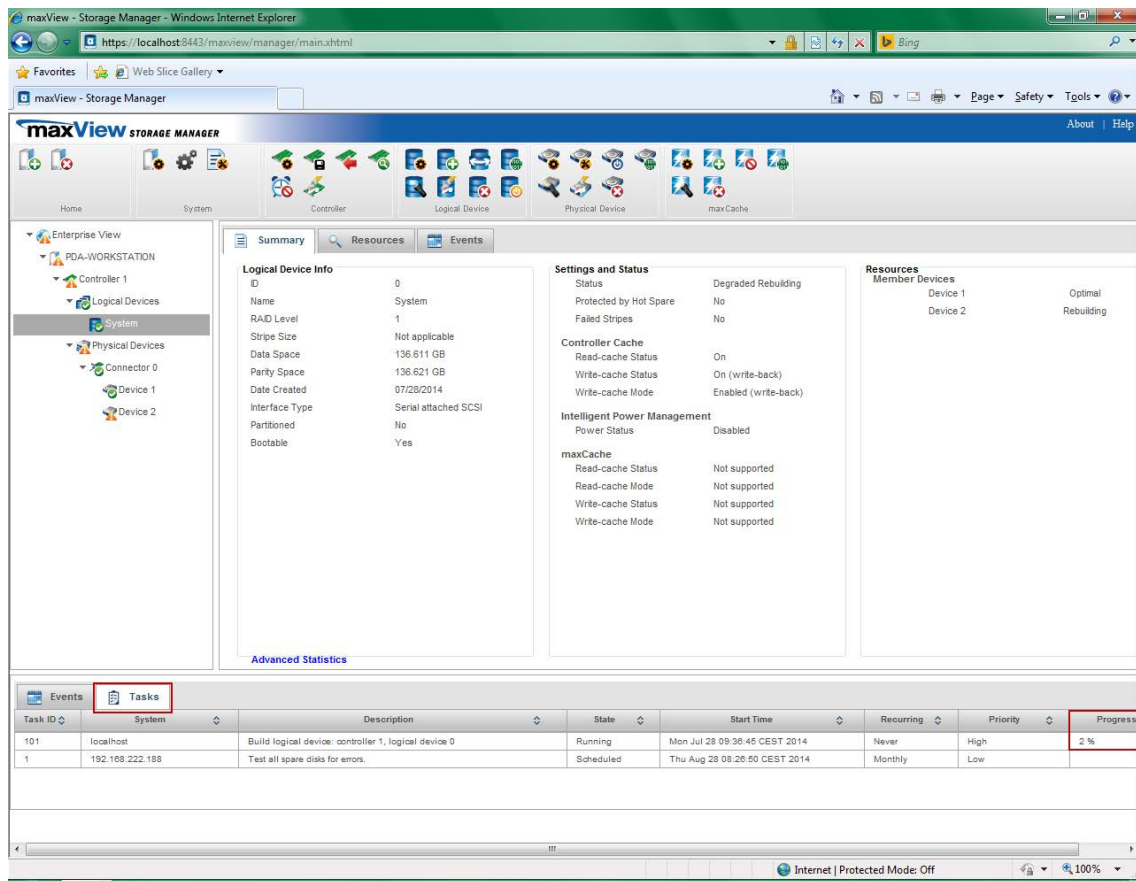 maxView - Storage Manager - Windows Internet Explorer
https://localhost:8443/maxview/manager/main.xhtml
Bing
Favorites
Web Slice Gallery
maxView - Storage Manager
Page Safety Tools
maxView STORAGE MANAGER
About | Help
Home System Controller Logical Device Physical Device maxCache
Enterprise View
PDA-WORKSTATION
Controller 1
Logical Devices
System
Physical Devices
Connector 0
Device 1
Device 2
Summary Resources Events
Logical Device Info
ID 0
Name System
RAID Level 1
Stripe Size Not applicable
Data Space 136.611 GB
Parity Space 136.621 GB
Date Created 07/28/2014
Interface Type Serial attached SCSI
Partitioned No
Bootable Yes
Advanced Statistics
Settings and Status
Status Degraded Rebuilding
Protected by Hot Spare No
Failed Stripes No
Controller Cache
Read-cache Status On
Write-cache Status On (write-back)
Write-cache Mode Enabled (write-back)
Intelligent Power Management
Power Status Disabled
maxCache
Read-cache Status Not supported
Read-cache Mode Not supported
Write-cache Status Not supported
Write-cache Mode Not supported
Resources
Member Devices
Device 1 Optimal
Device 2 Rebuilding
Events Tasks
Task ID System Description State Start Time Recurring Priority Progress
101 localhost Build logical device: controller 1, logical device 0 Running Mon Jul 28 09:36:45 CEST 2014 Never High 2 %
1 192.168.222.188 Test all spare disks for errors. Scheduled Thu Aug 28 08:26:50 CEST 2014 Monthly Low
Internet | Protected Mode: Off
100%